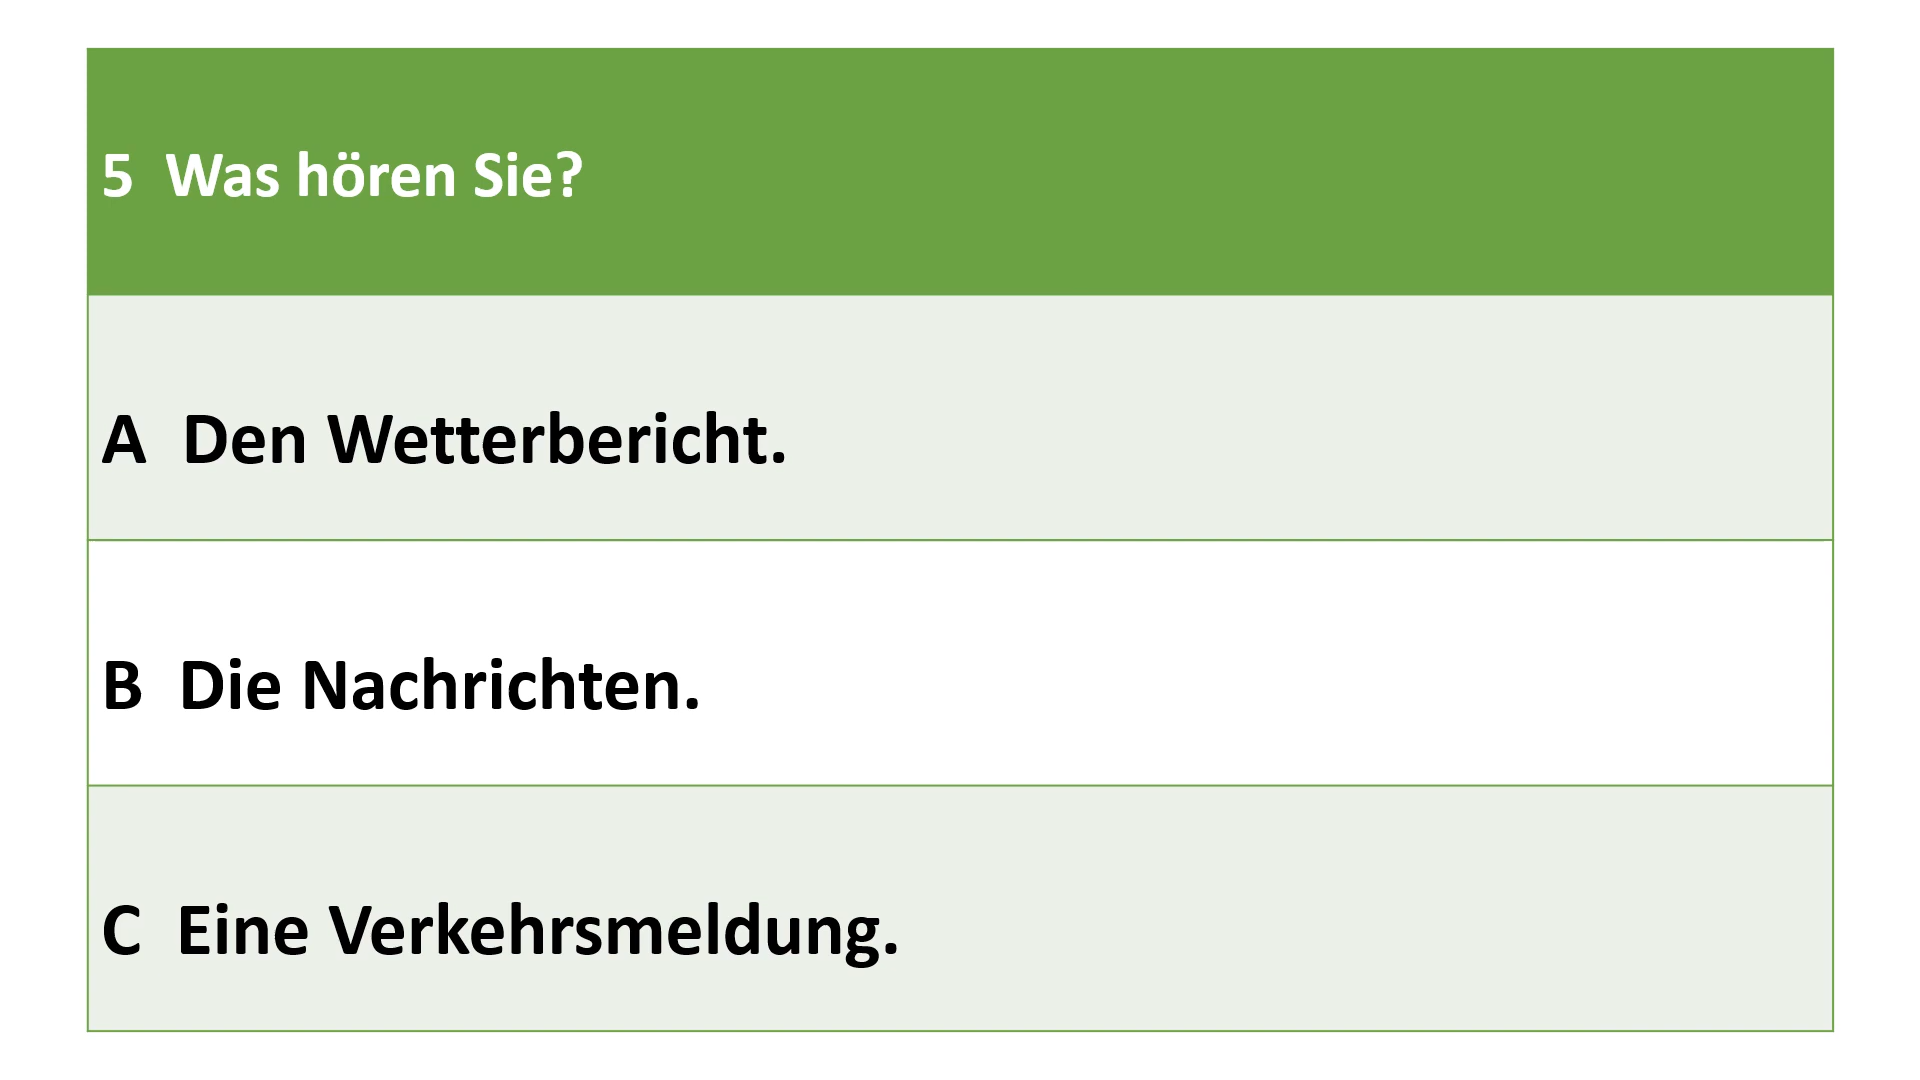 5 Was hören Sie?
A Den Wetterbericht.
B Die Nachrichten.
C Eine Verkehrsmeldung.